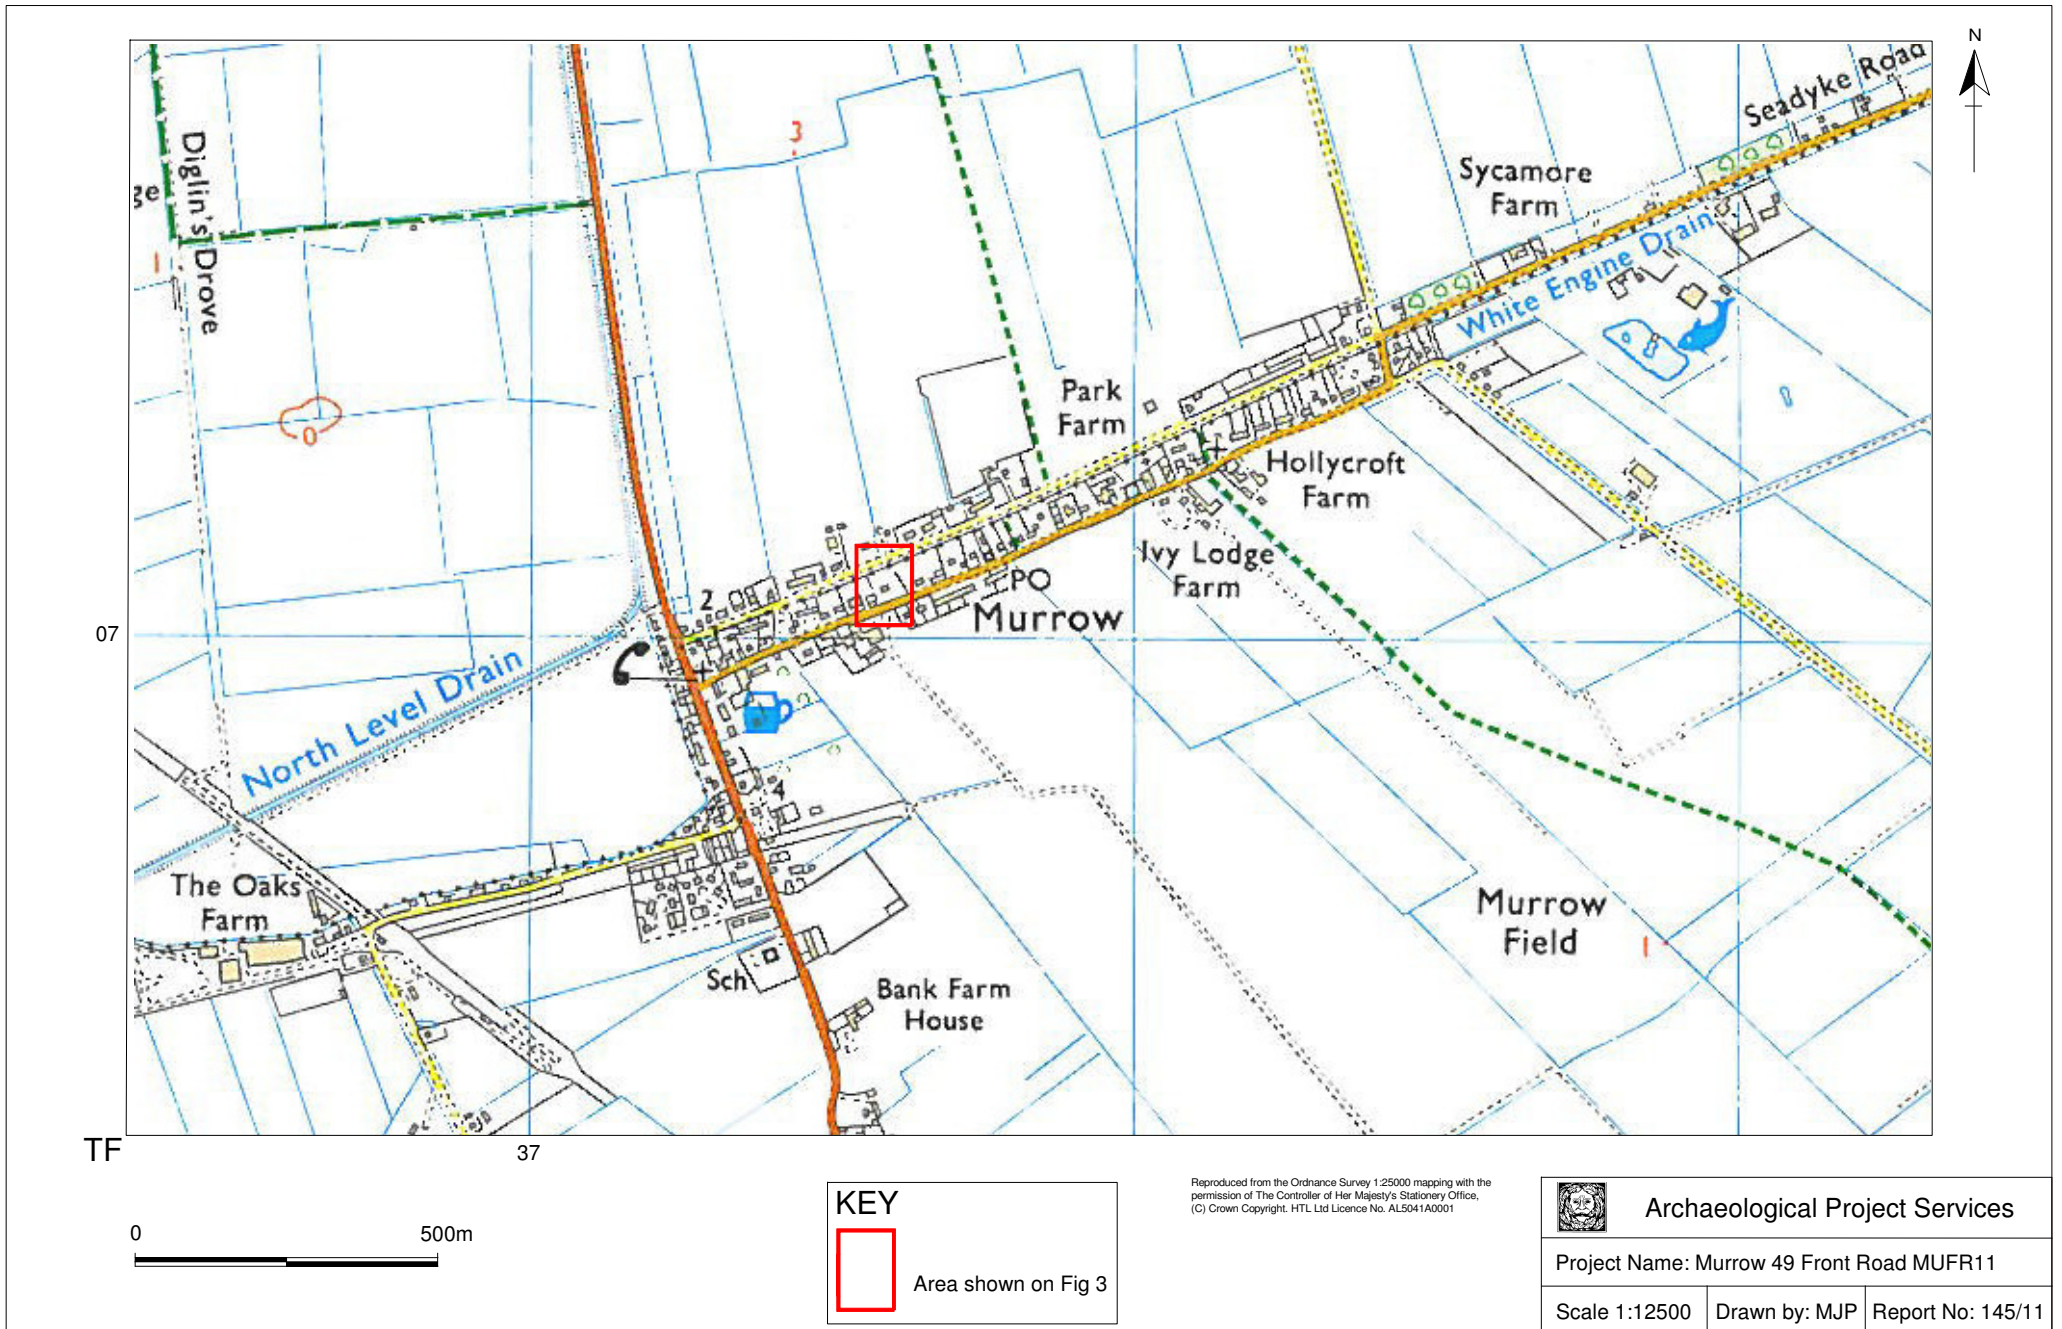 N
Seadyke Road
3
Diglin's Drove
ge
Sycamore
Farm
White Engine Drain
1
0
Park
Farm
Hollycroft
Farm
Ivy Lodge
Farm
PO
Murrow
2
07
North Level Drain
4
The Oaks
Farm
Murrow
Field
1
Sch
Bank Farm
House
TF
37
0 500m
KEY
Area shown on Fig 3
Reproduced from the Ordnance Survey 1:25000 mapping with the
permission of The Controller of Her Majesty's Stationery Office,
(C) Crown Copyright. HTL Ltd Licence No. AL5041A0001
Archaeological Project Services
Project Name: Murrow 49 Front Road MUFR11
Scale 1:12500 Drawn by: MJP Report No: 145/11